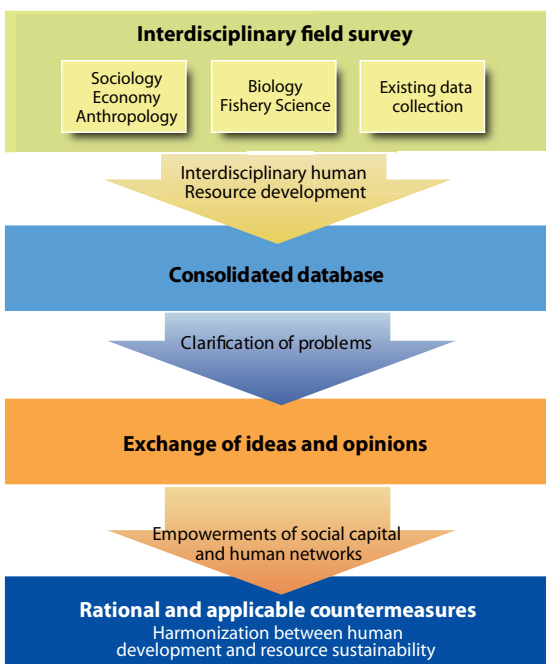 Interdisciplinary field survey
Sociology
Economy
Anthropology
Biology
Fishery Science
Existing data
collection
Interdisciplinary human
Resource development
Consolidated database
Clarification of problems
Exchange of ideas and opinions
Empowerments of social capital
and human networks
Rational and applicable countermeasures
Harmonization between human
development and resource sustainability